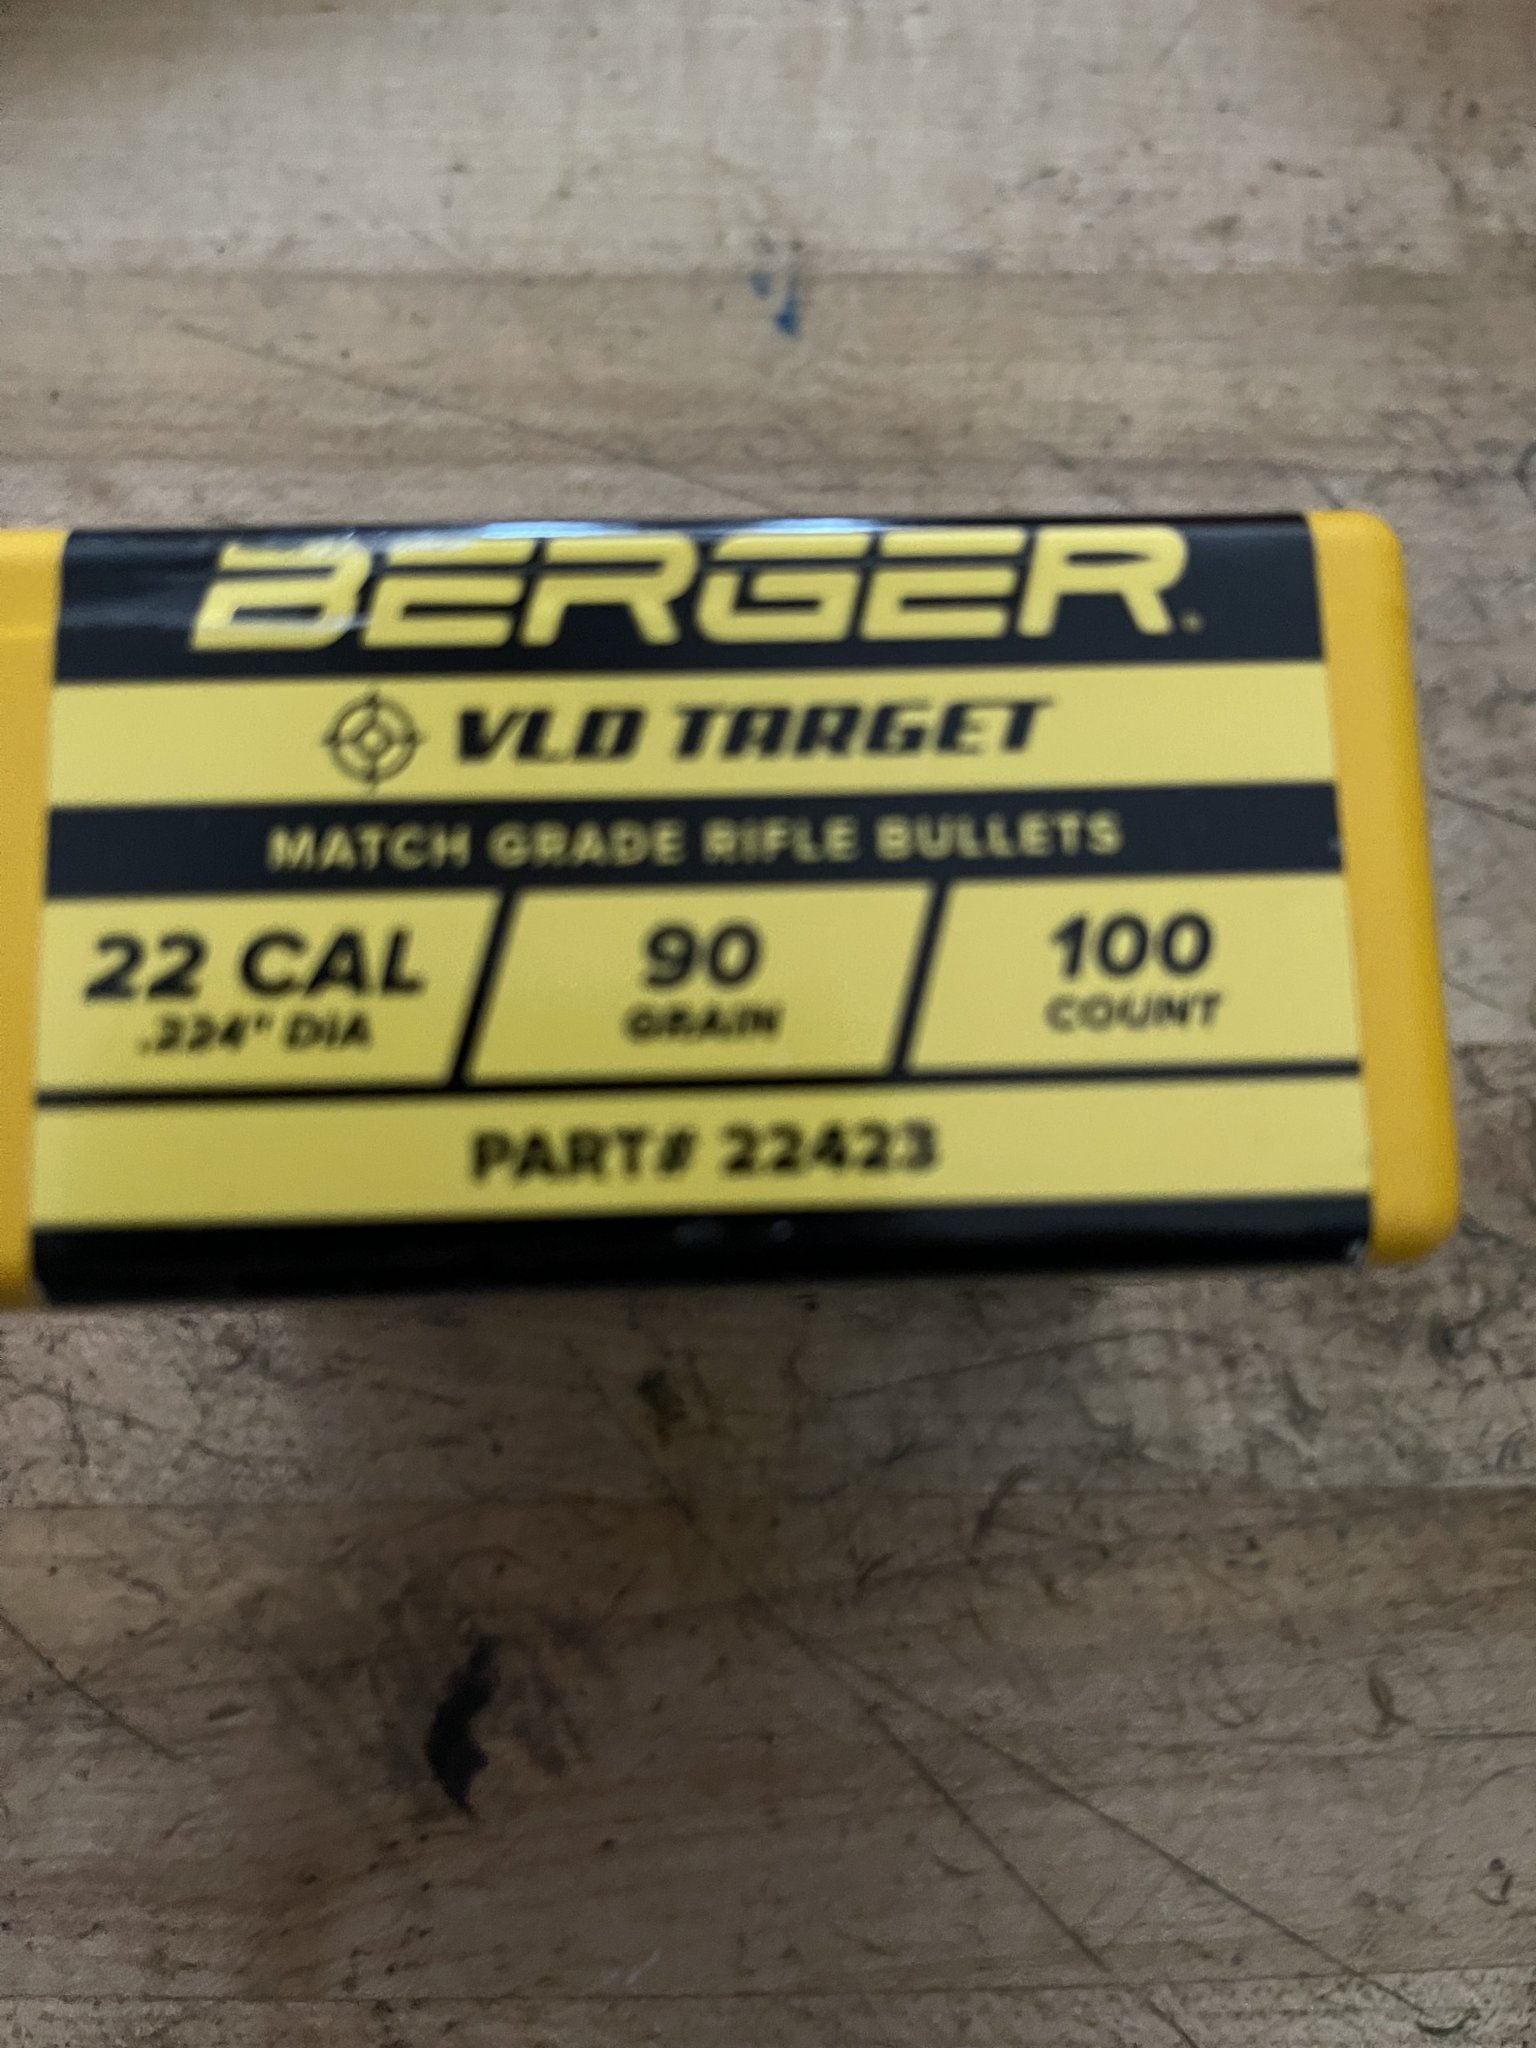 BERGER
VLD TARGET
MATCH GRADE RIFLE BULLETS
22 CAL
.224" DIA
90
GRAIN
100
COUNT
PART# 22423